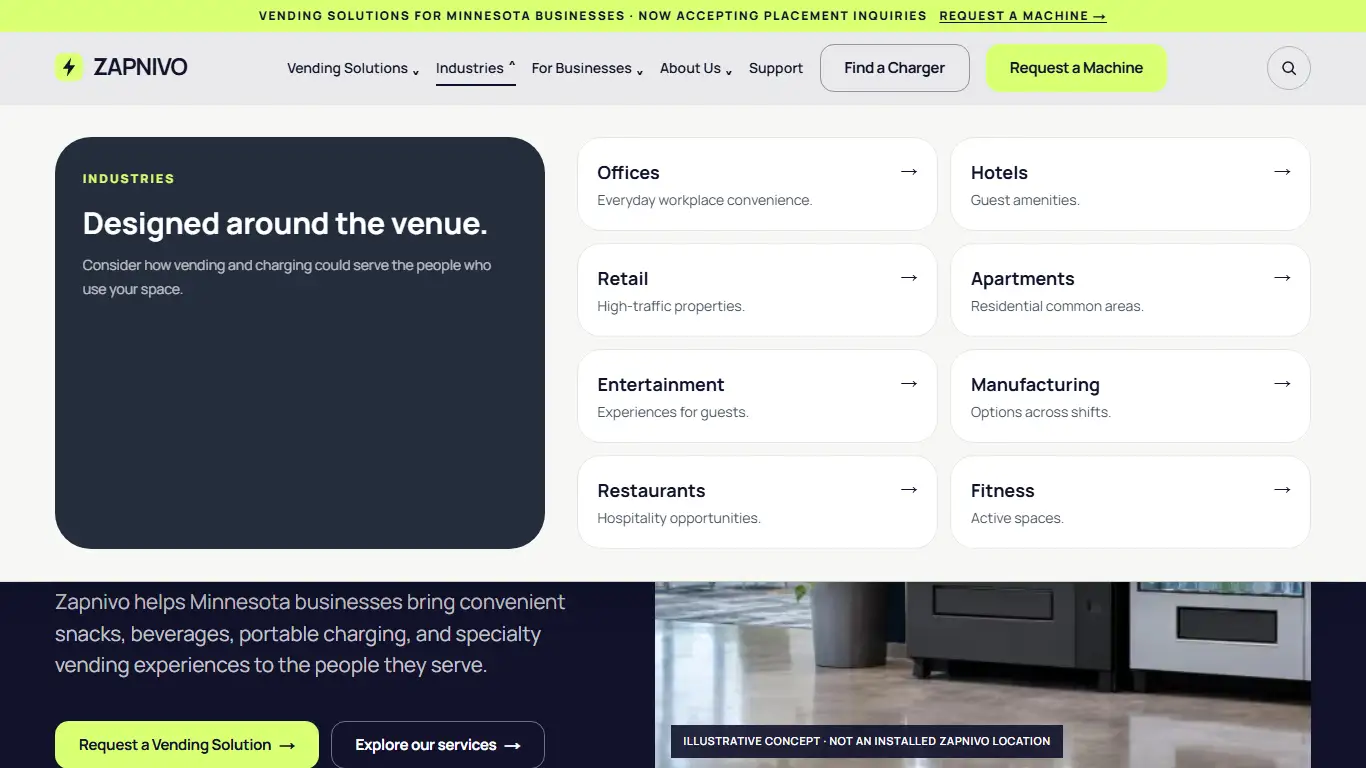 VENDING SOLUTIONS FOR MINNESOTA BUSINESSES · NOW ACCEPTING PLACEMENT INQUIRIES REQUEST A MACHINE →
ZAPNIVO
Vending Solutions
Industries
For Businesses
About Us
Support
Find a Charger
Request a Machine
INDUSTRIES
Designed around the venue.
Consider how vending and charging could serve the people who
use your space.
Offices →
Everyday workplace convenience.
Hotels →
Guest amenities.
Retail →
High-traffic properties.
Apartments →
Residential common areas.
Entertainment →
Experiences for guests.
Manufacturing →
Options across shifts.
Restaurants →
Hospitality opportunities.
Fitness →
Active spaces.
Zapnivo helps Minnesota businesses bring convenient
snacks, beverages, portable charging, and specialty
vending experiences to the people they serve.
Request a Vending Solution →
Explore our services →
ILLUSTRATIVE CONCEPT · NOT AN INSTALLED ZAPNIVO LOCATION